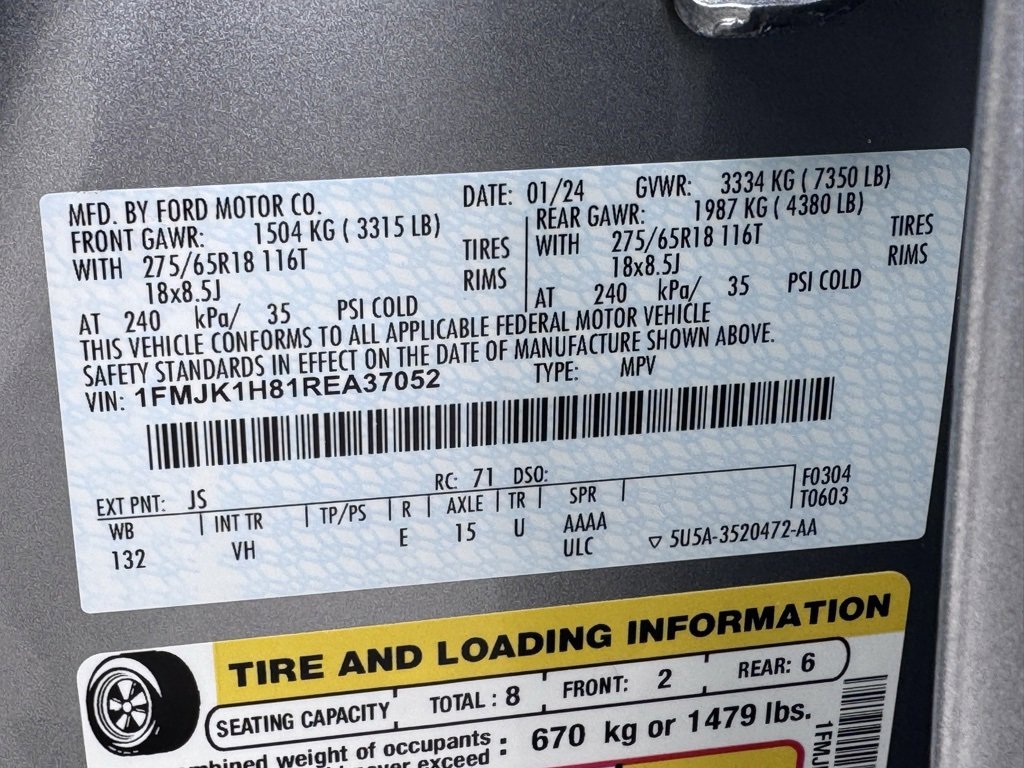 MFD. BY FORD MOTOR CO. DATE: 01/24 GVWR: 3334 KG ( 7350 LB)
FRONT GAWR: 1504 KG ( 3315 LB) REAR GAWR: 1987 KG ( 4380 LB)
WITH 275/65R18 116T TIRES WITH 275/65R18 116T TIRES
18x8.5J RIMS 18x8.5J RIMS
AT 240 kPa/ 35 PSI COLD AT 240 kPa/ 35 PSI COLD
THIS VEHICLE CONFORMS TO ALL APPLICABLE FEDERAL MOTOR VEHICLE
SAFETY STANDARDS IN EFFECT ON THE DATE OF MANUFACTURE SHOWN ABOVE.
VIN: 1FMJK1H81REA37052 TYPE: MPV
EXT PNT: JS RC: 71 DSO: F0304
WB INT TR TP/PS R AXLE TR SPR T0603
132 VH E 15 U AAAA
ULC ▽ 5U5A-3520472-AA
TIRE AND LOADING INFORMATION
SEATING CAPACITY TOTAL : 8 FRONT: 2 REAR: 6
of occupants : 670 kg or 1479 lbs.
exceed
1FMJ